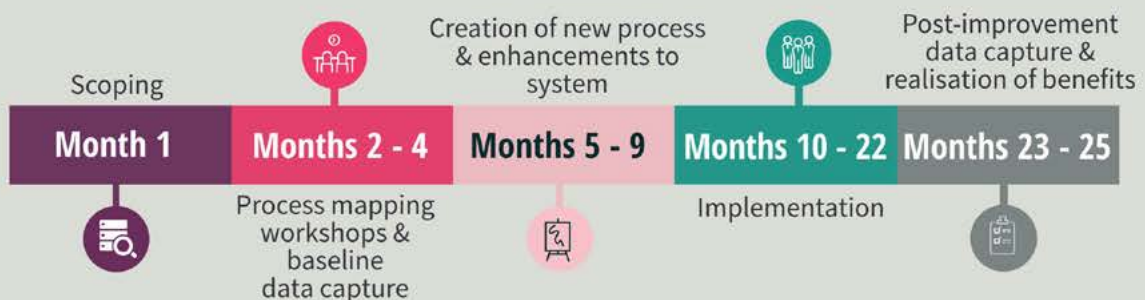 Scoping
Month 1
Months 2 - 4
Process mapping
workshops &
baseline
data capture
Creation of new process
& enhancements to
system
Months 5 - 9
Months 10 - 22
Implementation
Post-improvement
data capture &
realisation of benefits
Months 23 - 25